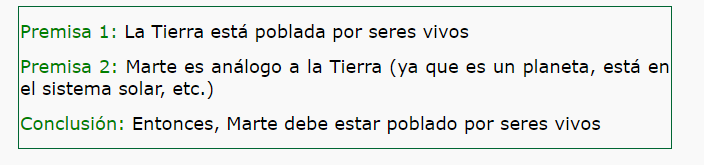 Premisa 1: La Tierra está poblada por seres vivos
Premisa 2: Marte es análogo a la Tierra (ya que es un planeta, está en
el sistema solar, etc.)
Conclusión: Entonces, Marte debe estar poblado por seres vivos